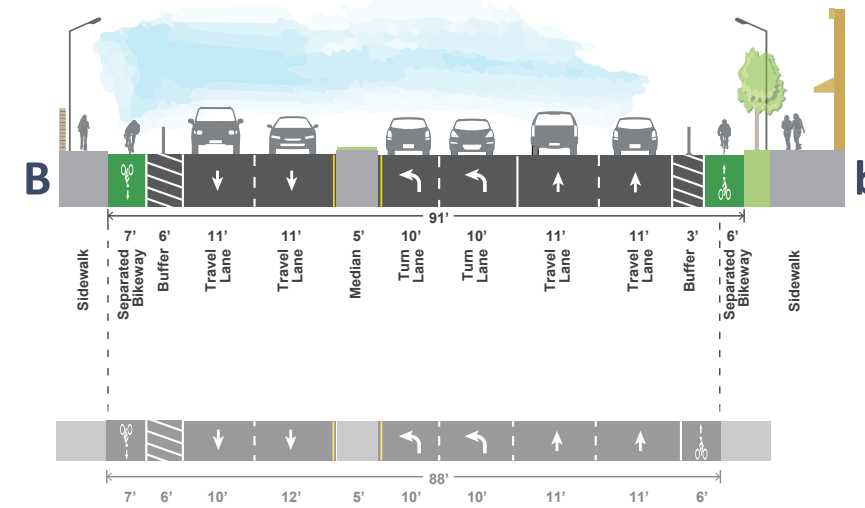 B
b
91’
7’ 6’ 11’ 11’ 5’ 10’ 10’ 11’ 11’ 3’ 6’
Sidewalk
Separated
Bikeway
Buffer
Travel
Lane
Travel
Lane
Median
Turn
Lane
Turn
Lane
Travel
Lane
Travel
Lane
Buffer
Separated
Bikeway
Sidewalk
88’
7’ 6’ 10’ 12’ 5’ 10’ 10’ 11’ 11’ 6’